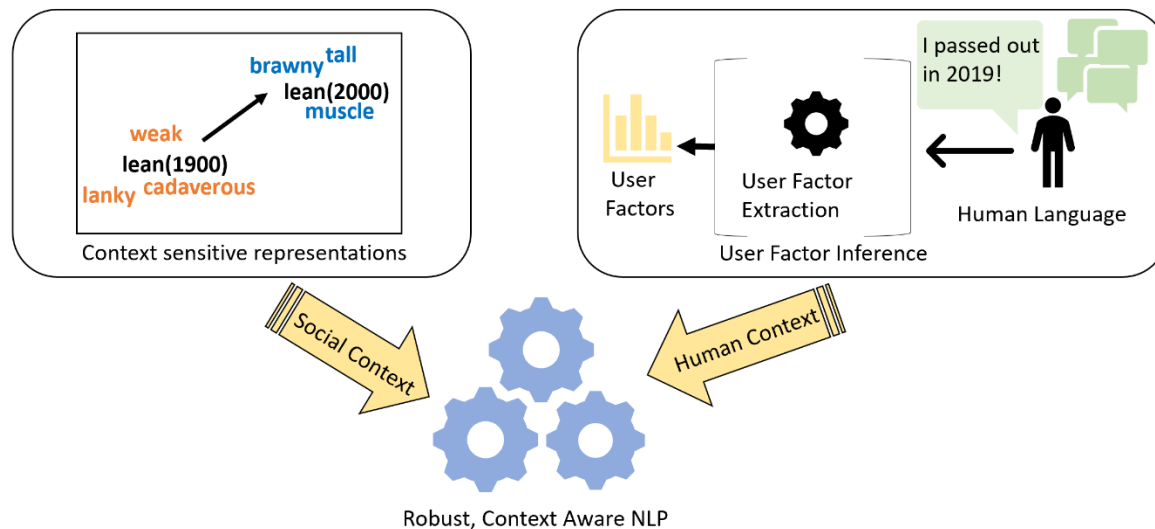 brawny tall
lean(2000)
muscle
weak
lean(1900)
lanky cadaverous
Context sensitive representations
I passed out
in 2019!
User
Factors
User Factor
Extraction
Human Language
User Factor Inference
Social Context
Human Context
Robust, Context Aware NLP